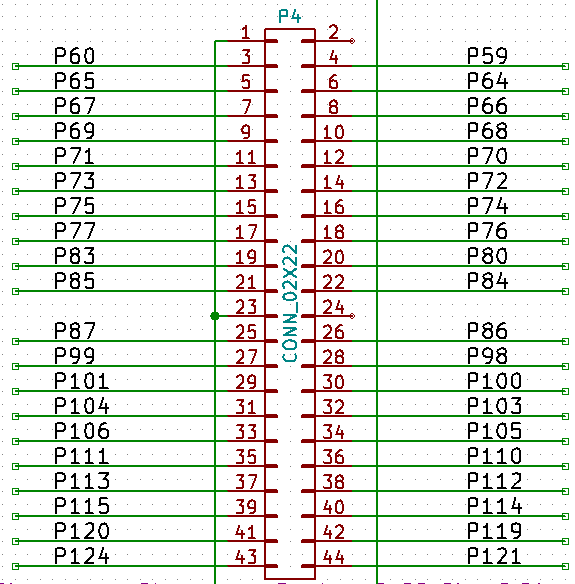 P4
1 2
P60 3 4 P59
P65 5 6 P64
P67 7 8 P66
P69 9 10 P68
P71 11 12 P70
P73 13 14 P72
P75 15 16 P74
P77 17 18 P76
P83 19 20 P80
P85 21 22 P84
23 24
P87 25 26 P86
P99 27 28 P98
P101 29 30 P100
P104 31 32 P103
P106 33 34 P105
P111 35 36 P110
P113 37 38 P112
P115 39 40 P114
P120 41 42 P119
P124 43 44 P121
CONN_02X22